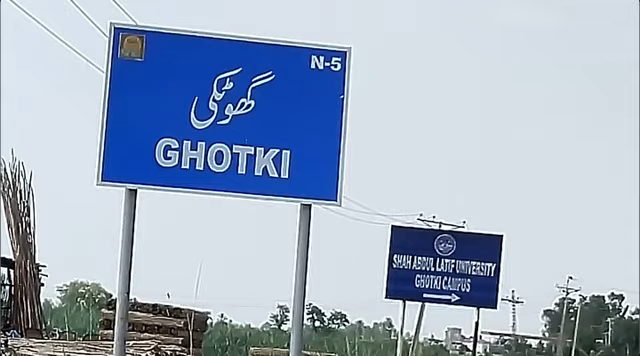 N-5
گھوٹکی
GHOTKI
SHAH ABDUL LATIF UNIVERSITY
GHOTKI CAMPUS